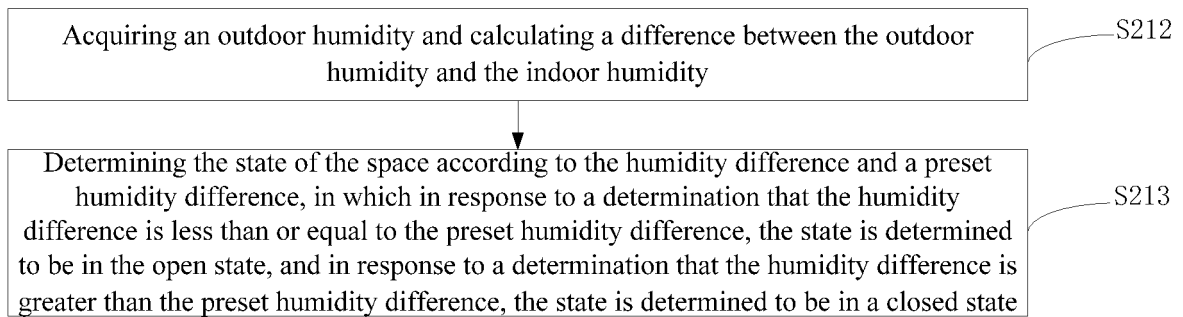 Acquiring an outdoor humidity and calculating a difference between the outdoor
humidity and the indoor humidity
S212
Determining the state of the space according to the humidity difference and a preset
humidity difference, in which in response to a determination that the humidity
difference is less than or equal to the preset humidity difference, the state is determined
to be in the open state, and in response to a determination that the humidity difference is
greater than the preset humidity difference, the state is determined to be in a closed state
S213